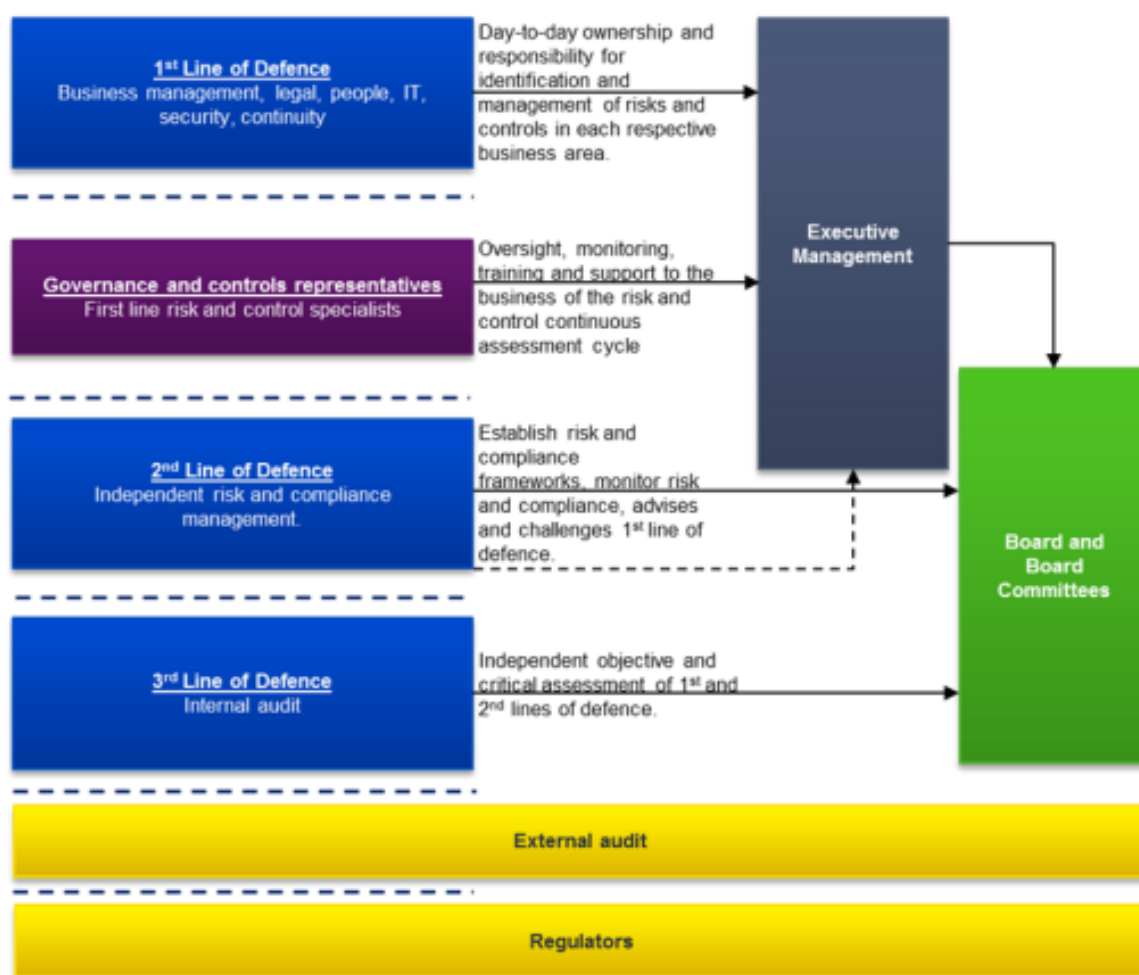 1st Line of Defence
Business management, legal, people, IT,
security, continuity
Day-to-day ownership and
responsibility for
identification and
management of risks and
controls in each respective
business area.
Executive
Management
Governance and controls representatives
First line risk and control specialists
Oversight, monitoring,
training and support to the
business of the risk and
control continuous
assessment cycle
2nd Line of Defence
Independent risk and compliance
management.
Establish risk and
compliance
frameworks, monitor risk
and compliance, advises
and challenges 1st line of
defence.
Board and
Board
Committees
3rd Line of Defence
Internal audit
Independent objective and
critical assessment of 1st and
2nd lines of defence.
External audit
Regulators